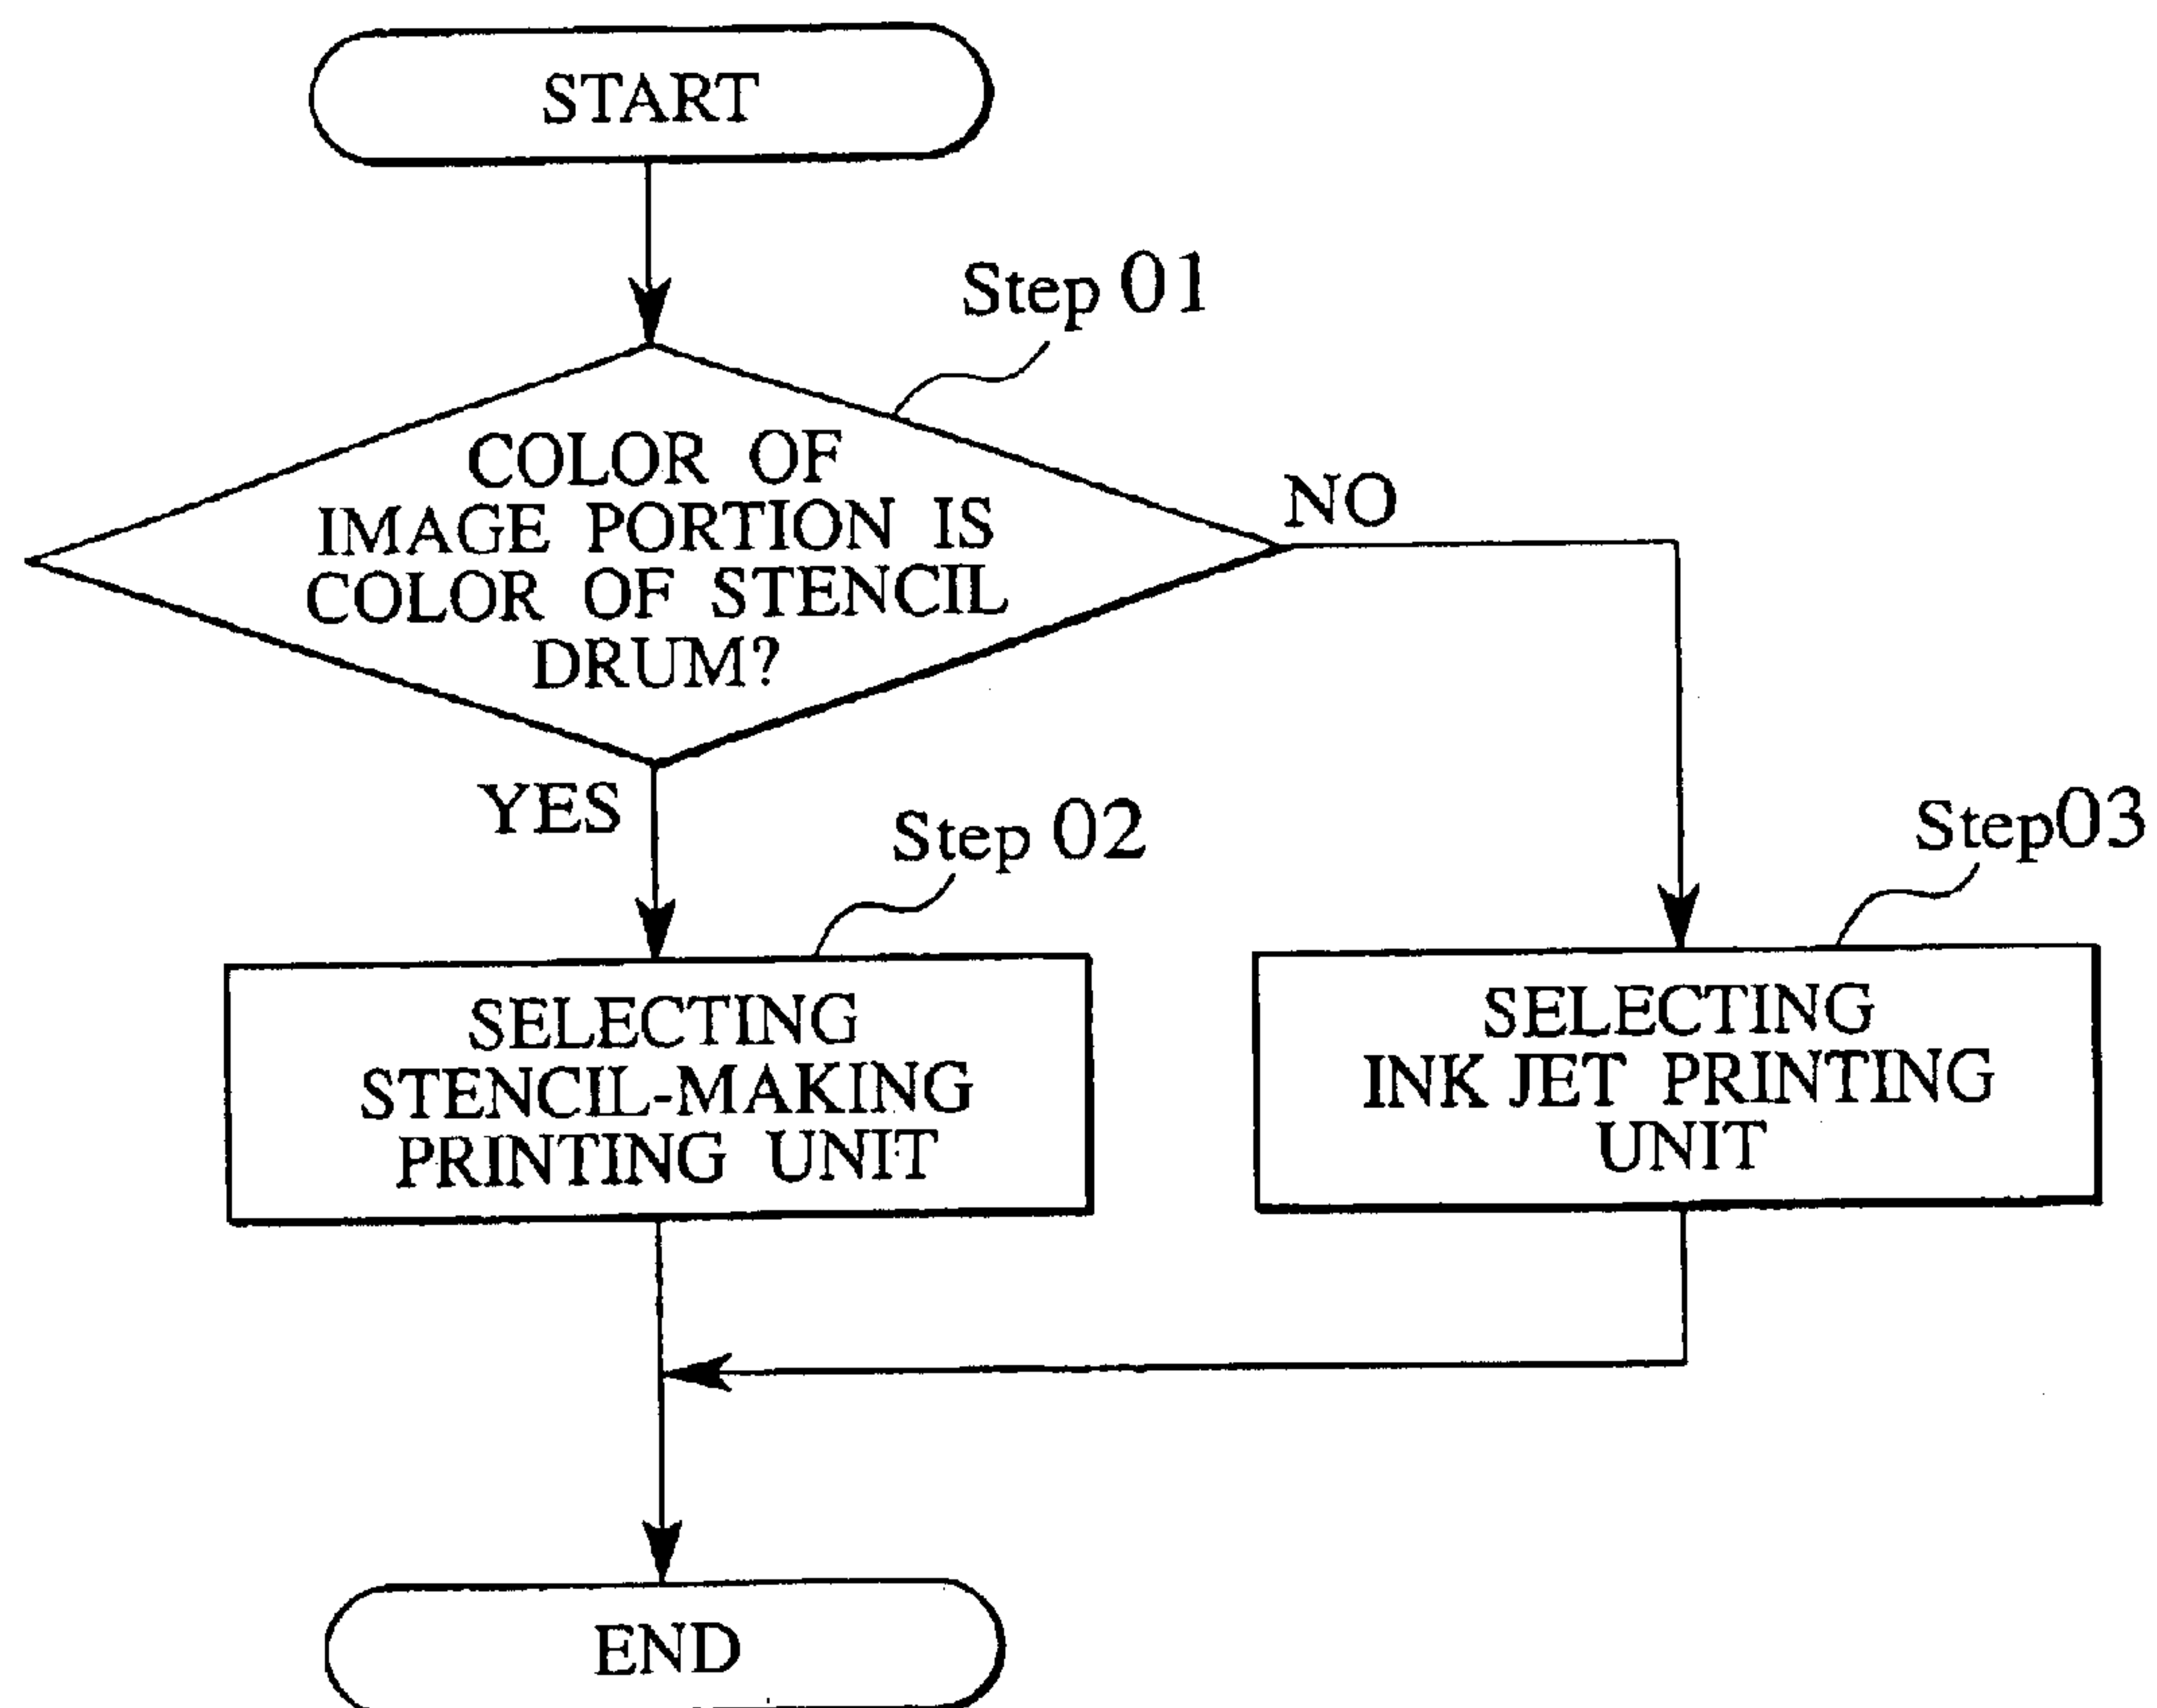 START
Step 01
COLOR OF
IMAGE PORTION IS
COLOR OF STENCIL
DRUM?
NO
YES
Step 02
Step03
SELECTING
STENCIL-MAKING
PRINTING UNIT
SELECTING
INK JET PRINTING
UNIT
END